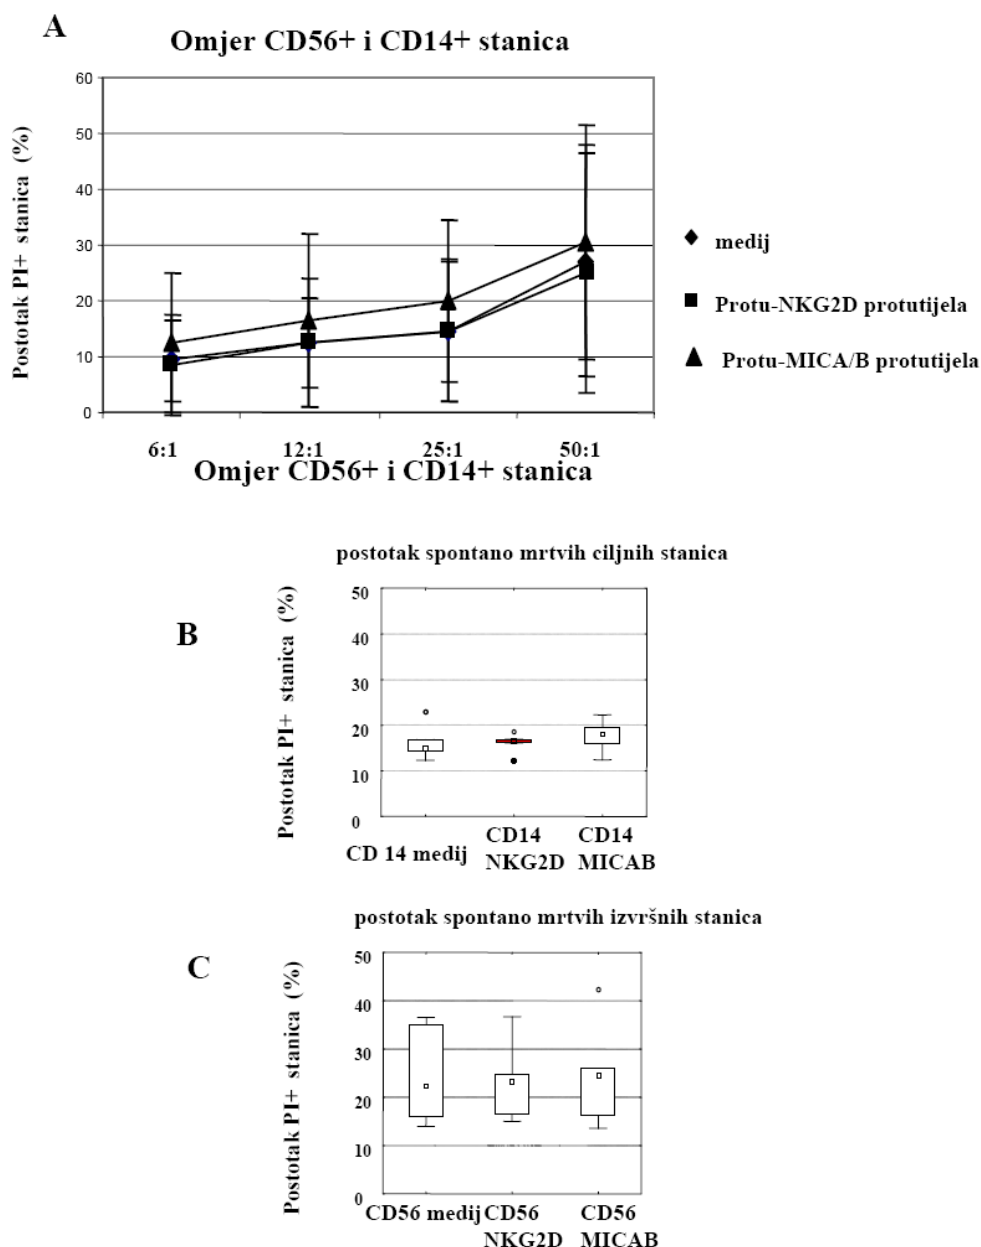 A
Omjer CD56+ i CD14+ stanica
Postotak PI+ stanica (%)
60
50
40
30
20
10
0
6:1 12:1 25:1 50:1
Omjer CD56+ i CD14+ stanica
medij
Protu-NKG2D protutijela
Protu-MICA/B protutijela
postotak spontano mrtvih ciljnih stanica
B
Postotak PI+ stanica (%)
50
40
30
20
10
0
CD 14 medij
CD14
NKG2D
CD14
MICAB
postotak spontano mrtvih izvršnih stanica
C
Postotak PI+ stanica (%)
50
40
30
20
10
0
CD56 medij
CD56
NKG2D
CD56
MICAB